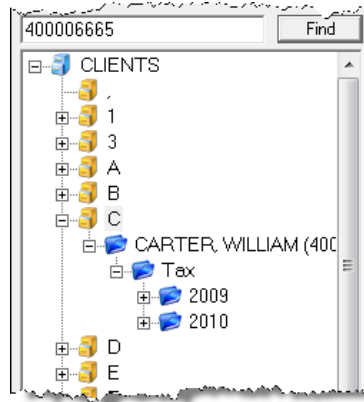 400006665 Find
CLIENTS
,
1
3
A
B
C
CARTER, WILLIAM (400
Tax
2009
2010
D
E